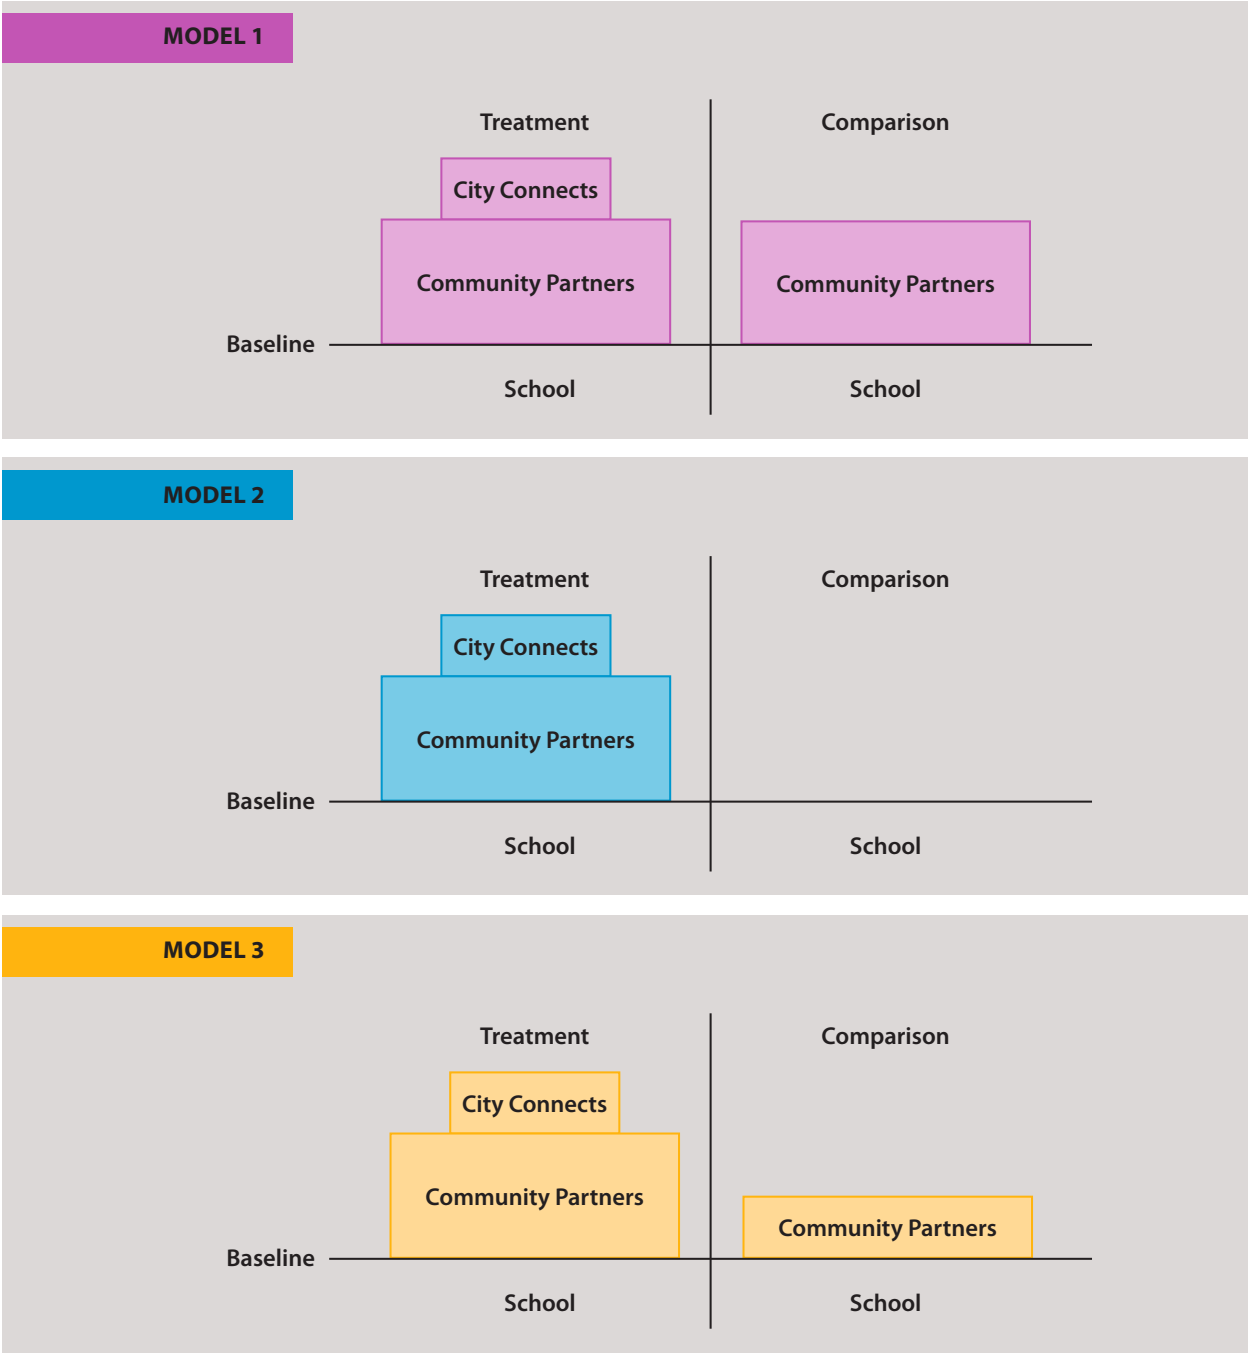 MODEL 1
Treatment
Comparison
City Connects
Community Partners
Community Partners
Baseline
School
School
MODEL 2
Treatment
Comparison
City Connects
Community Partners
Baseline
School
School
MODEL 3
Treatment
Comparison
City Connects
Community Partners
Community Partners
Baseline
School
School